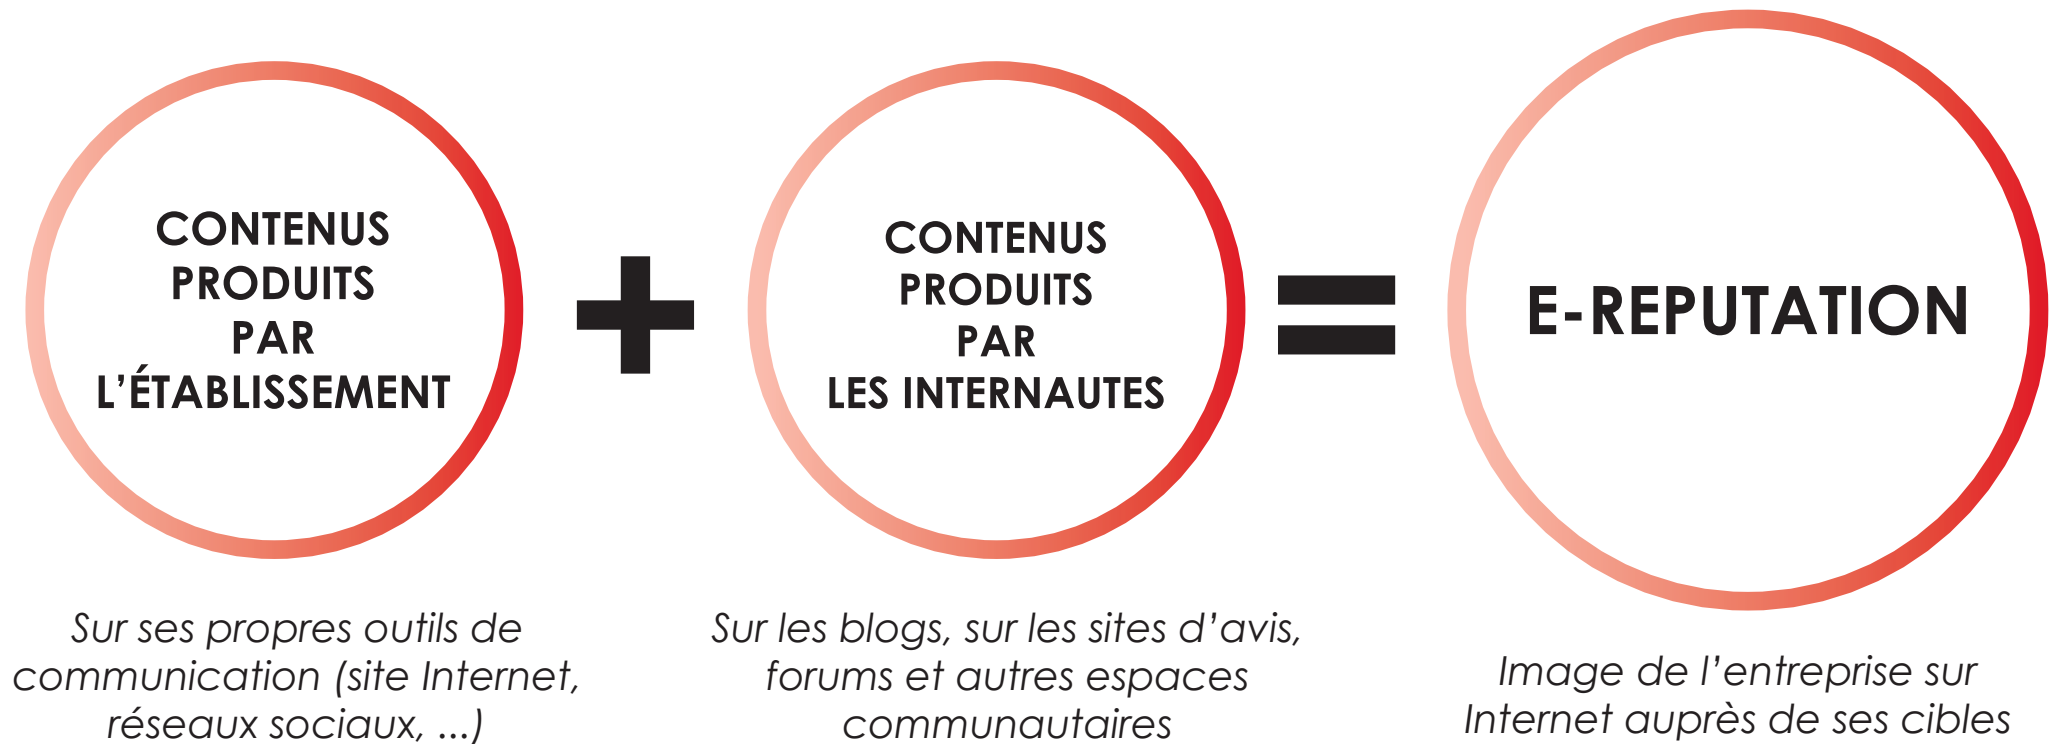 CONTENUS
PRODUITS
PAR
L’ÉTABLISSEMENT
+
CONTENUS
PRODUITS
PAR
LES INTERNAUTES
=
E-REPUTATION
Sur ses propres outils de
communication (site Internet,
réseaux sociaux, ...)
Sur les blogs, sur les sites d’avis,
forums et autres espaces
communautaires
Image de l’entreprise sur
Internet auprès de ses cibles